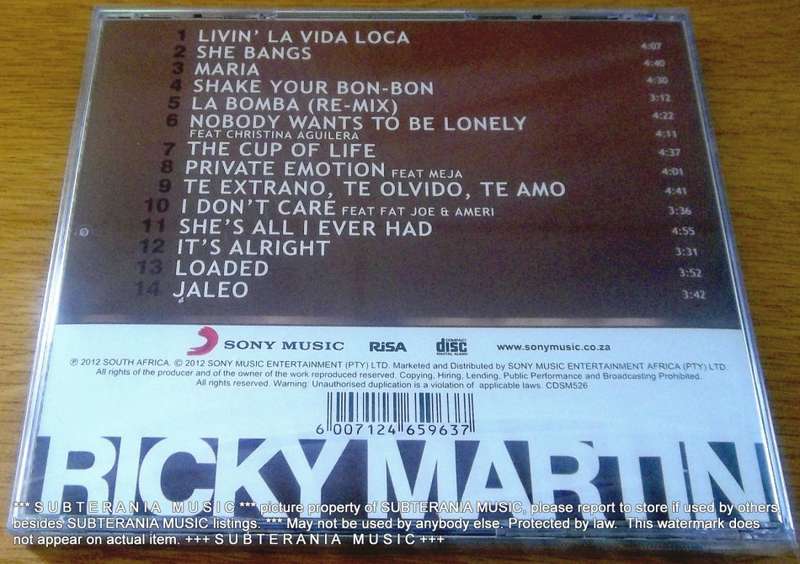 1 LIVIN' LA VIDA LOCA 4:07
2 SHE BANGS 4:40
3 MARIA 4:30
4 SHAKE YOUR BON-BON 3:12
5 LA BOMBA (RE-MIX) 4:22
6 NOBODY WANTS TO BE LONELY
FEAT CHRISTINA AGUILERA 4:11
7 THE CUP OF LIFE 4:37
8 PRIVATE EMOTION FEAT MEJA 4:01
9 TE EXTRANO, TE OLVIDO, TE AMO 4:41
10 I DON'T CARE FEAT FAT JOE & AMERI 3:36
11 SHE'S ALL I EVER HAD 4:55
12 IT'S ALRIGHT 3:31
13 LOADED 3:52
14 JALEO 3:42
SONY MUSIC RiSA COMPACT disc DIGITAL AUDIO www.sonymusic.co.za
℗ 2012 SOUTH AFRICA. © 2012 SONY MUSIC ENTERTAINMENT (PTY) LTD. Marketed and Distributed by SONY MUSIC ENTERTAINMENT AFRICA (PTY) LTD.
All rights of the producer and of the owner of the work reproduced reserved. Copying, Hiring, Lending, Public Performance and Broadcasting Prohibited.
All rights reserved. Warning: Unauthorised duplication is a violation of applicable laws. CDSM526
6 007124 659637
RICKY MARTIN
*** S U B T E R A N I A M U S I C *** picture property of SUBTERANIA MUSIC, please report to store if used by others
besides SUBTERANIA MUSIC listings. *** May not be used by anybody else. Protected by law. This watermark does
not appear on actual item. +++ S U B T E R A N I A M U S I C +++